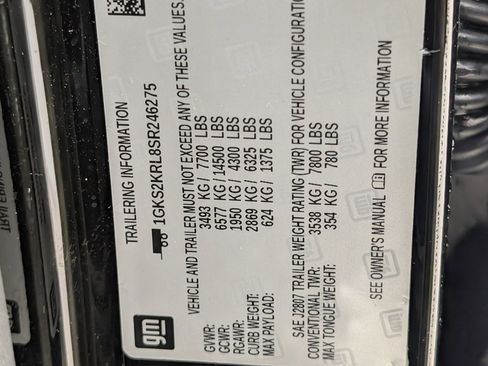 gm
TRAILERING INFORMATION
1GKS2KRL8SR246275
VEHICLE AND TRAILER MUST NOT EXCEED ANY OF THESE VALUES.
GVWR: 3493 KG / 7700 LBS
GCWR: 6577 KG / 14500 LBS
RGAWR: 1950 KG / 4300 LBS
CURB WEIGHT: 2869 KG / 6325 LBS
MAX PAYLOAD: 624 KG / 1375 LBS
SAE J2807 TRAILER WEIGHT RATING (TWR) FOR VEHICLE CONFIGURATION
CONVENTIONAL TWR: 3538 KG / 7800 LBS
MAX TONGUE WEIGHT: 354 KG / 780 LBS
SEE OWNER'S MANUAL FOR MORE INFORMATION